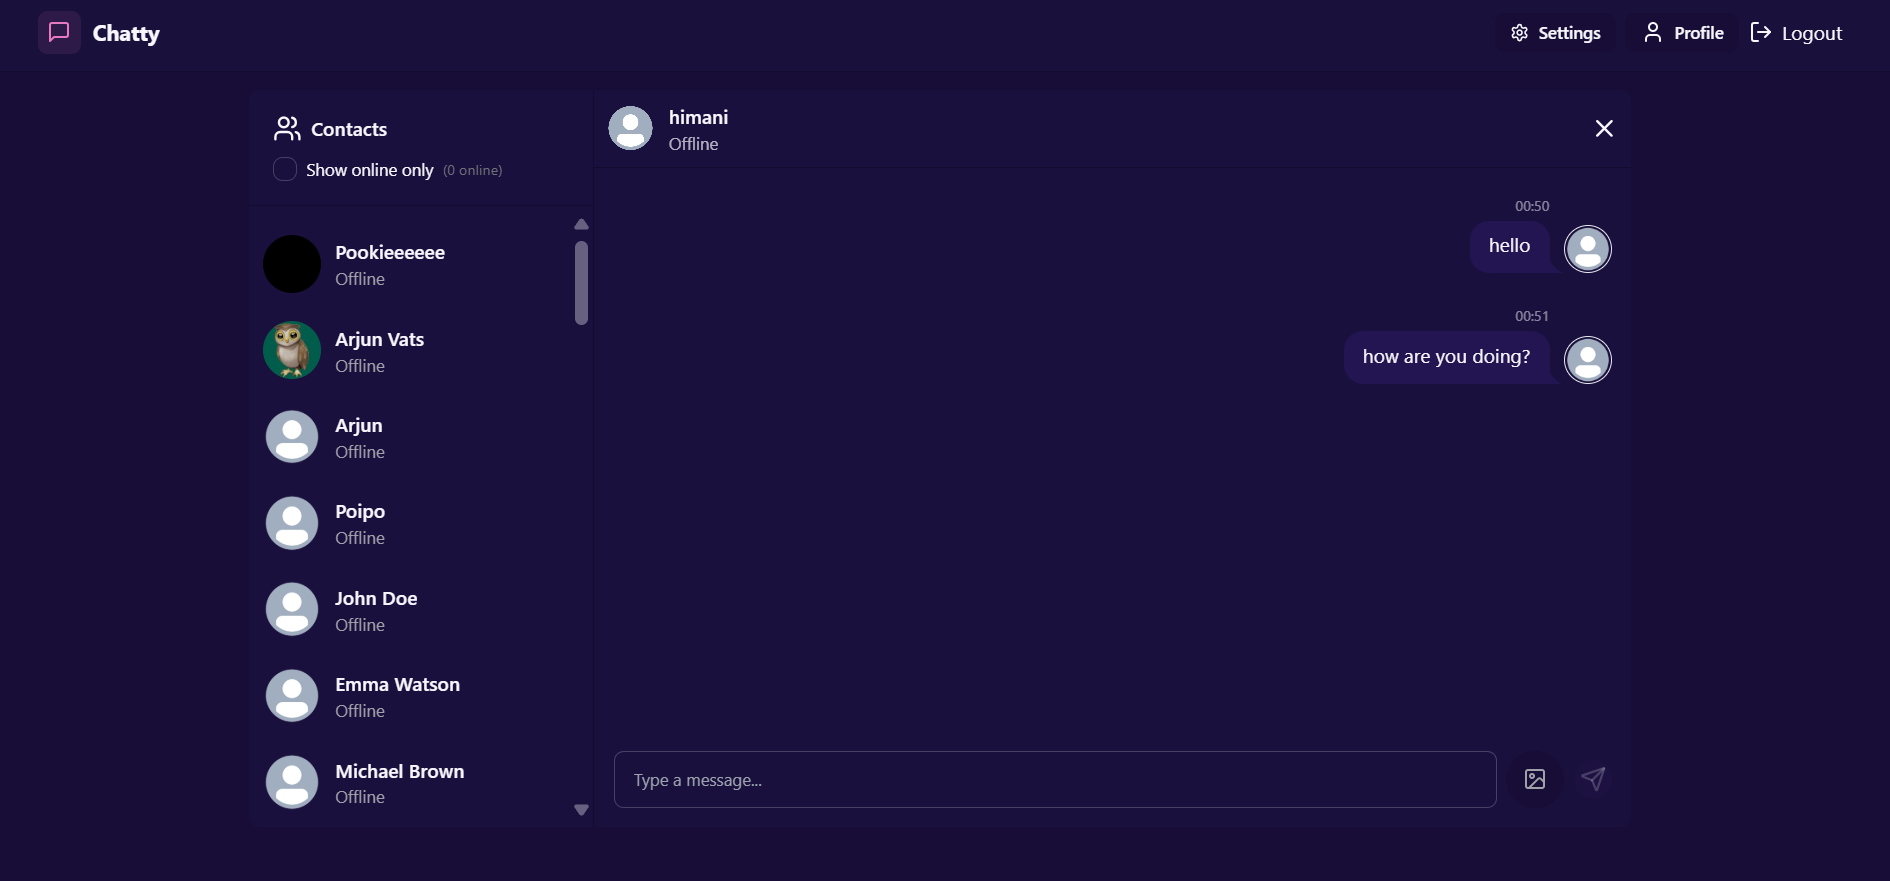 Chatty
Settings
Profile
Logout
Contacts
Show online only (0 online)
Pookieeeeee
Offline
Arjun Vats
Offline
Arjun
Offline
Poipo
Offline
John Doe
Offline
Emma Watson
Offline
Michael Brown
Offline
himani
Offline
00:50
hello
00:51
how are you doing?
Type a message...